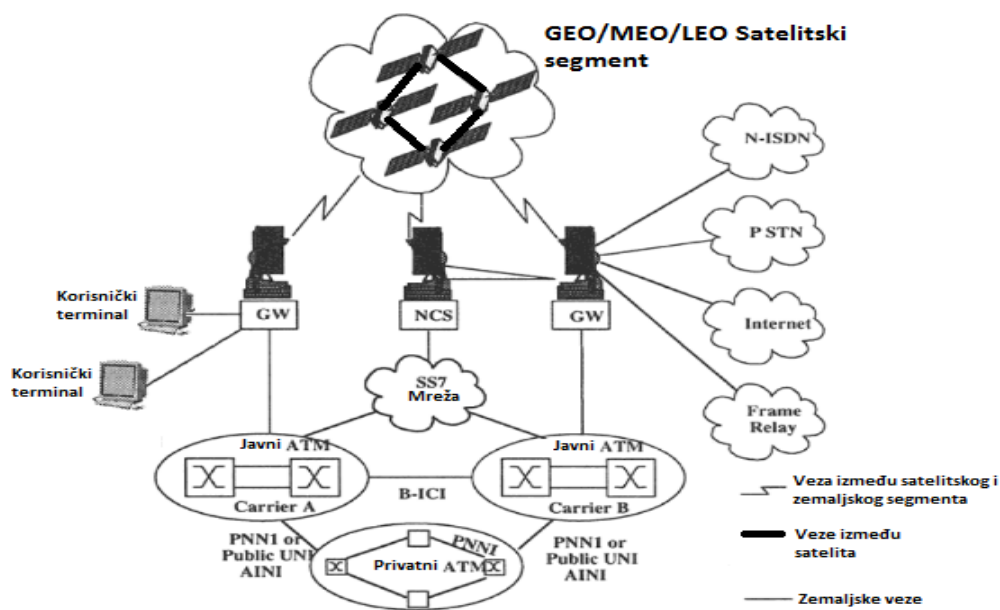 GEO/MEO/LEO Satelitski
segment
N-ISDN
P STN
Internet
Frame
Relay
Korisnički
terminal
Korisnički
terminal
GW
NCS
GW
SS7
Mreža
Javni ATM
Carrier A
B-ICI
Javni ATM
Carrier B
PNN1 or
Public UNI
AINI
PNNI
Privatni ATM
PNN1 or
Public UNI
AINI
Veza između satelitskog i
zemaljskog segmenta
Veze između
satelita
Zemaljske veze